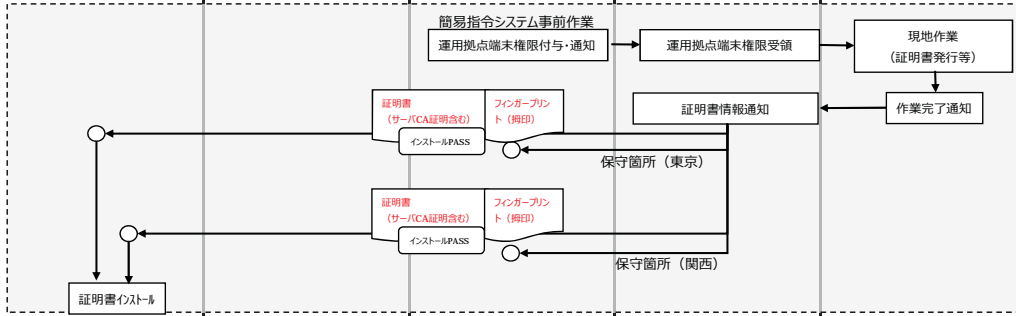 簡易指令システム事前作業
運用拠点端末権限付与・通知
運用拠点端末権限受領
現地作業
（証明書発行等）
証明書情報通知
作業完了通知
証明書
（サーバCA証明含む）
フィンガープリン
ト（拇印）
インストールPASS
保守箇所（東京）
証明書
（サーバCA証明含む）
フィンガープリン
ト（拇印）
インストールPASS
保守箇所（関西）
証明書インストール